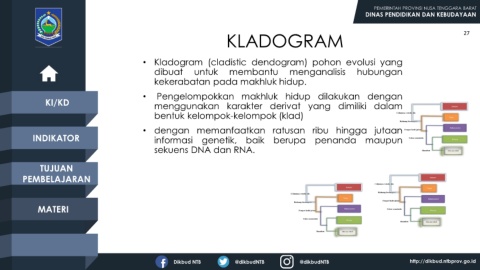 PEMERINTAH PROVINSI NUSA TENGGARA BARAT
DINAS PENDIDIKAN DAN KEBUDAYAAN
27
KLADOGRAM
• Kladogram (cladistic dendogram) pohon evolusi yang
dibuat untuk membantu menganalisis hubungan
kekerabatan pada makhluk hidup.
• Pengelompokkan makhluk hidup dilakukan dengan
menggunakan karakter derivat yang dimiliki dalam
bentuk kelompok-kelompok (klad)
• dengan memanfaatkan ratusan ribu hingga jutaan
informasi genetik, baik berupa penanda maupun
sekuens DNA dan RNA.
KI/KD
INDIKATOR
TUJUAN
PEMBELAJARAN
MATERI
Dikbud NTB
@dikbudNTB
@dikbudNTB
http://dikbud.ntbprov.go.id